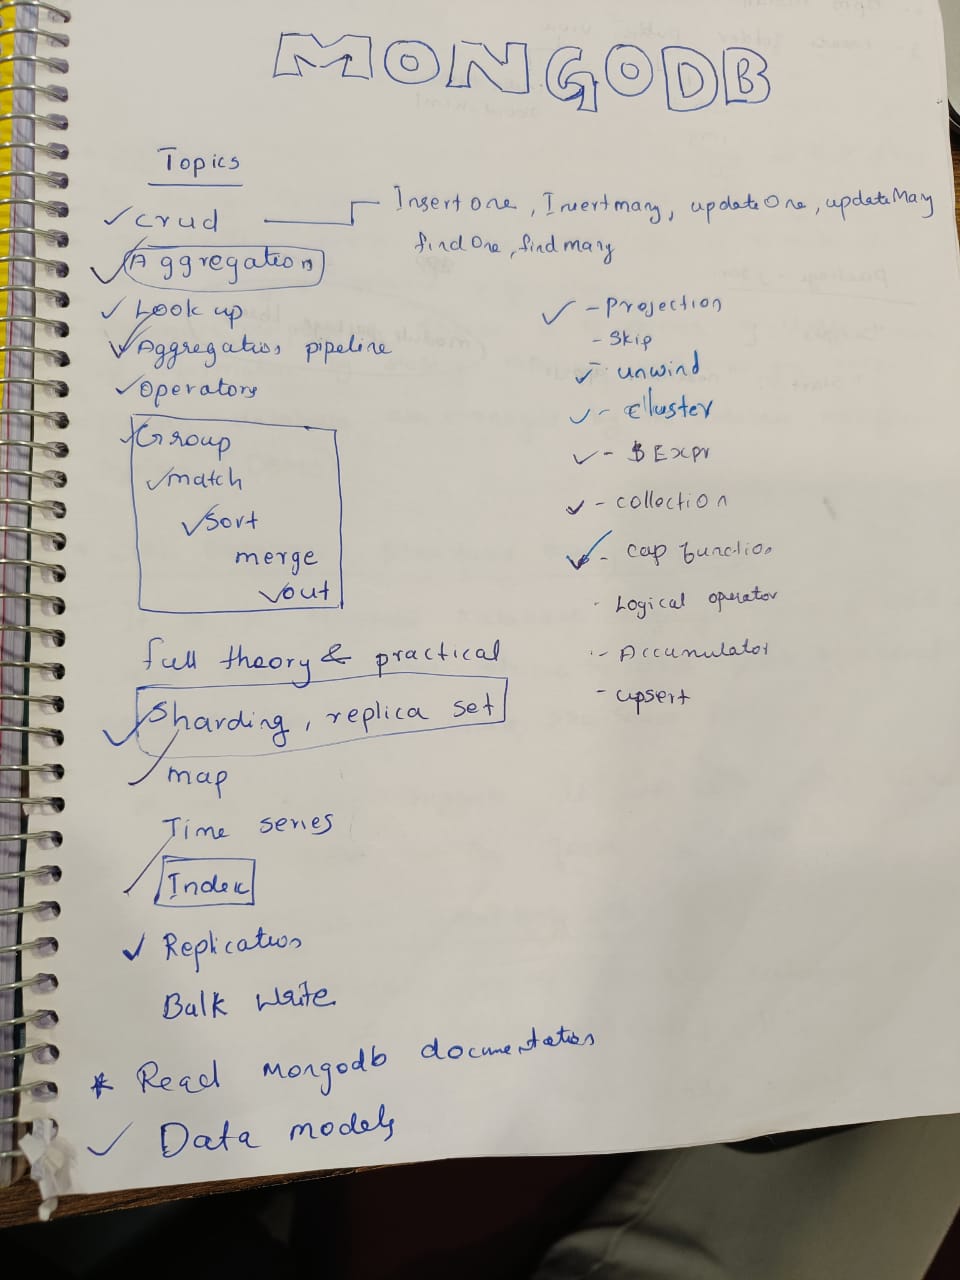 MONGODB
Topics
✓ crud — Insert one, Insert many, updateOne, updateMany
findOne, find many
✓ Aggregation
✓ Look up
✓ Aggregation pipeline
✓ Operators
✓ Group
✓ match
✓ Sort
merge
✓ out
full theory & practical
✓ Sharding, replica set
map
Time series
Index
✓ Replication
Bulk Write
* Read mongodb documentation
✓ Data models
✓ - Projection
- Skip
✓ - unwind
✓ - Cluster
✓ - $ Expr
✓ - collection
✓ - cap function
- Logical operator
- Accumulator
- upsert